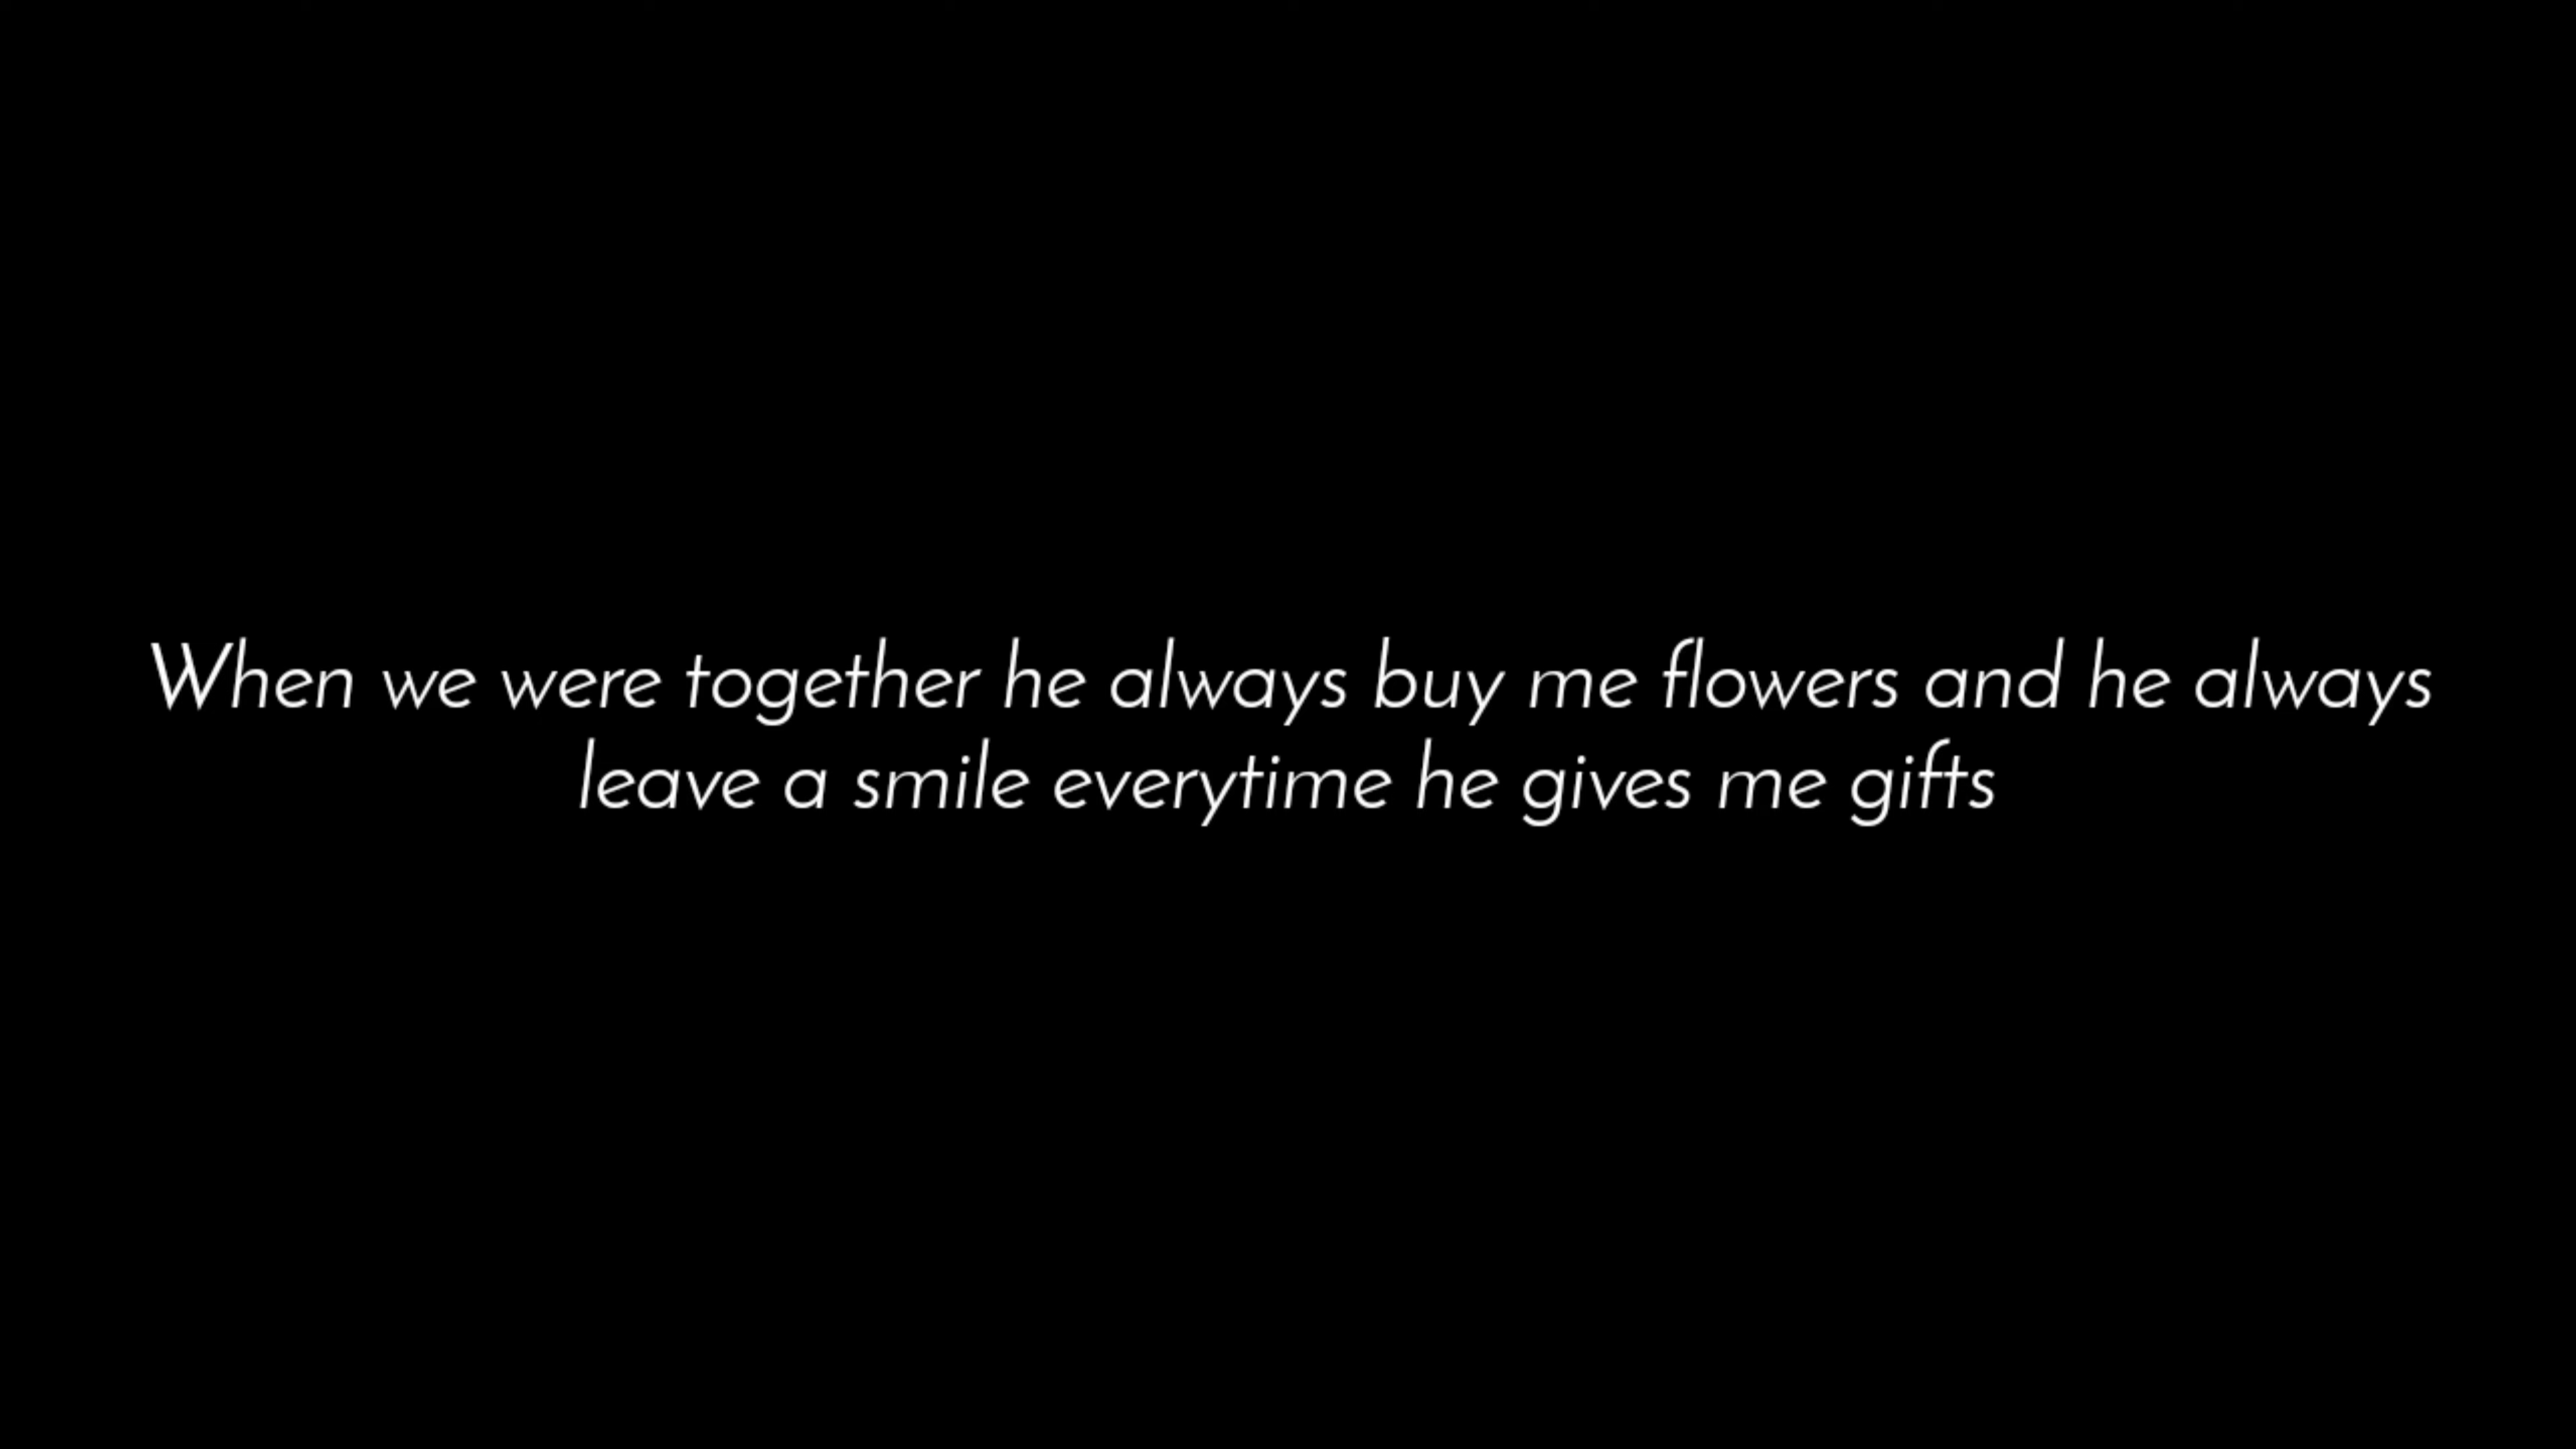 When we were together he always buy me flowers and he always
leave a smile everytime he gives me gifts